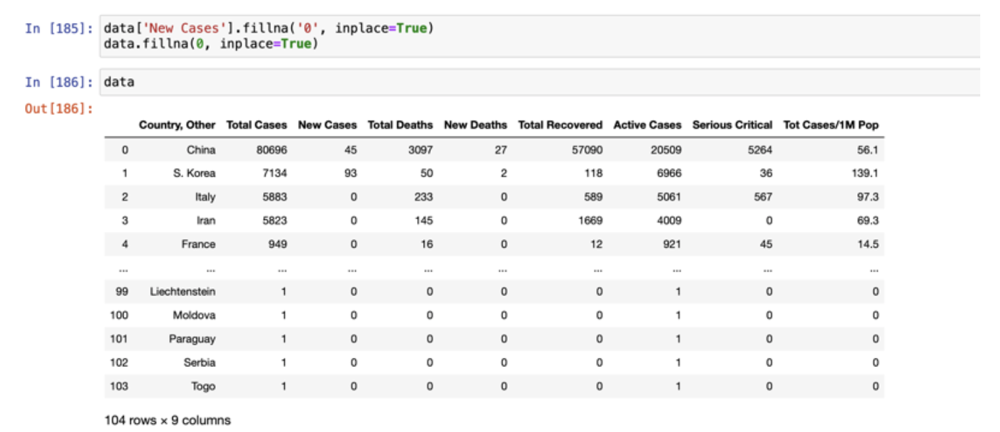 In [185]: data['New Cases'].fillna('0', inplace=True)
data.fillna(0, inplace=True)
In [186]: data
Out[186]:
Country, Other Total Cases New Cases Total Deaths New Deaths Total Recovered Active Cases Serious Critical Tot Cases/1M Pop
0 China 80696 45 3097 27 57090 20509 5264 56.1
1 S. Korea 7134 93 50 2 118 6966 36 139.1
2 Italy 5883 0 233 0 589 5061 567 97.3
3 Iran 5823 0 145 0 1669 4009 0 69.3
4 France 949 0 16 0 12 921 45 14.5
... ... ... ... ... ... ... ... ... ...
99 Liechtenstein 1 0 0 0 0 1 0 0
100 Moldova 1 0 0 0 0 1 0 0
101 Paraguay 1 0 0 0 0 1 0 0
102 Serbia 1 0 0 0 0 1 0 0
103 Togo 1 0 0 0 0 1 0 0
104 rows × 9 columns